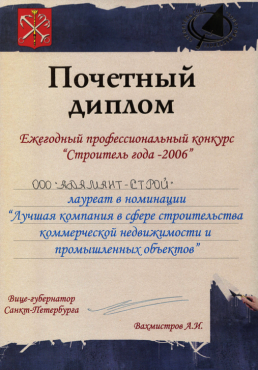 Почетный
диплом
Ежегодный профессиональный конкурс
"Строитель года -2006"
ООО "АДАМАНТ-СТРОЙ"
лауреат в номинации
"Лучшая компания в сфере строительства
коммерческой недвижимости и
промышленных объектов"
Вице-губернатор
Санкт-Петербурга
Вахмистров А.И.